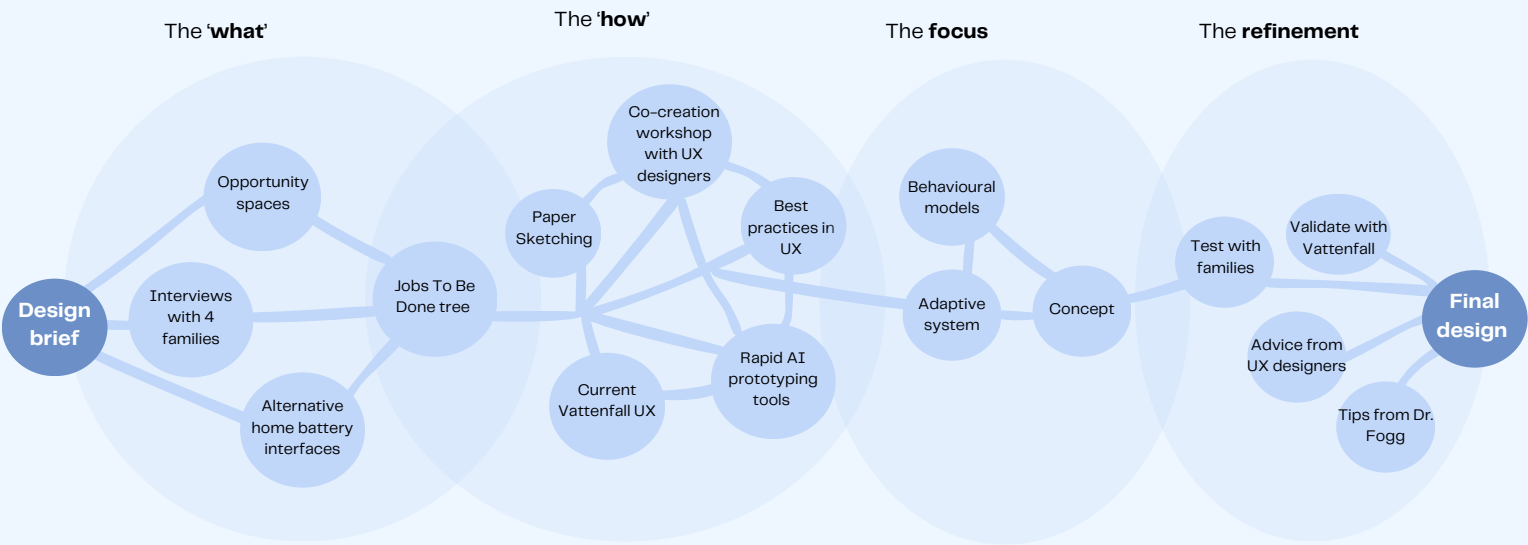 The ‘what’
The ‘how’
The focus
The refinement
Design
brief
Opportunity
spaces
Interviews
with 4
families
Alternative
home battery
interfaces
Jobs To Be
Done tree
Paper
Sketching
Co-creation
workshop
with UX
designers
Best
practices in
UX
Current
Vattenfall UX
Rapid AI
prototyping
tools
Behavioural
models
Adaptive
system
Concept
Test with
families
Validate with
Vattenfall
Advice from
UX designers
Tips from Dr.
Fogg
Final
design